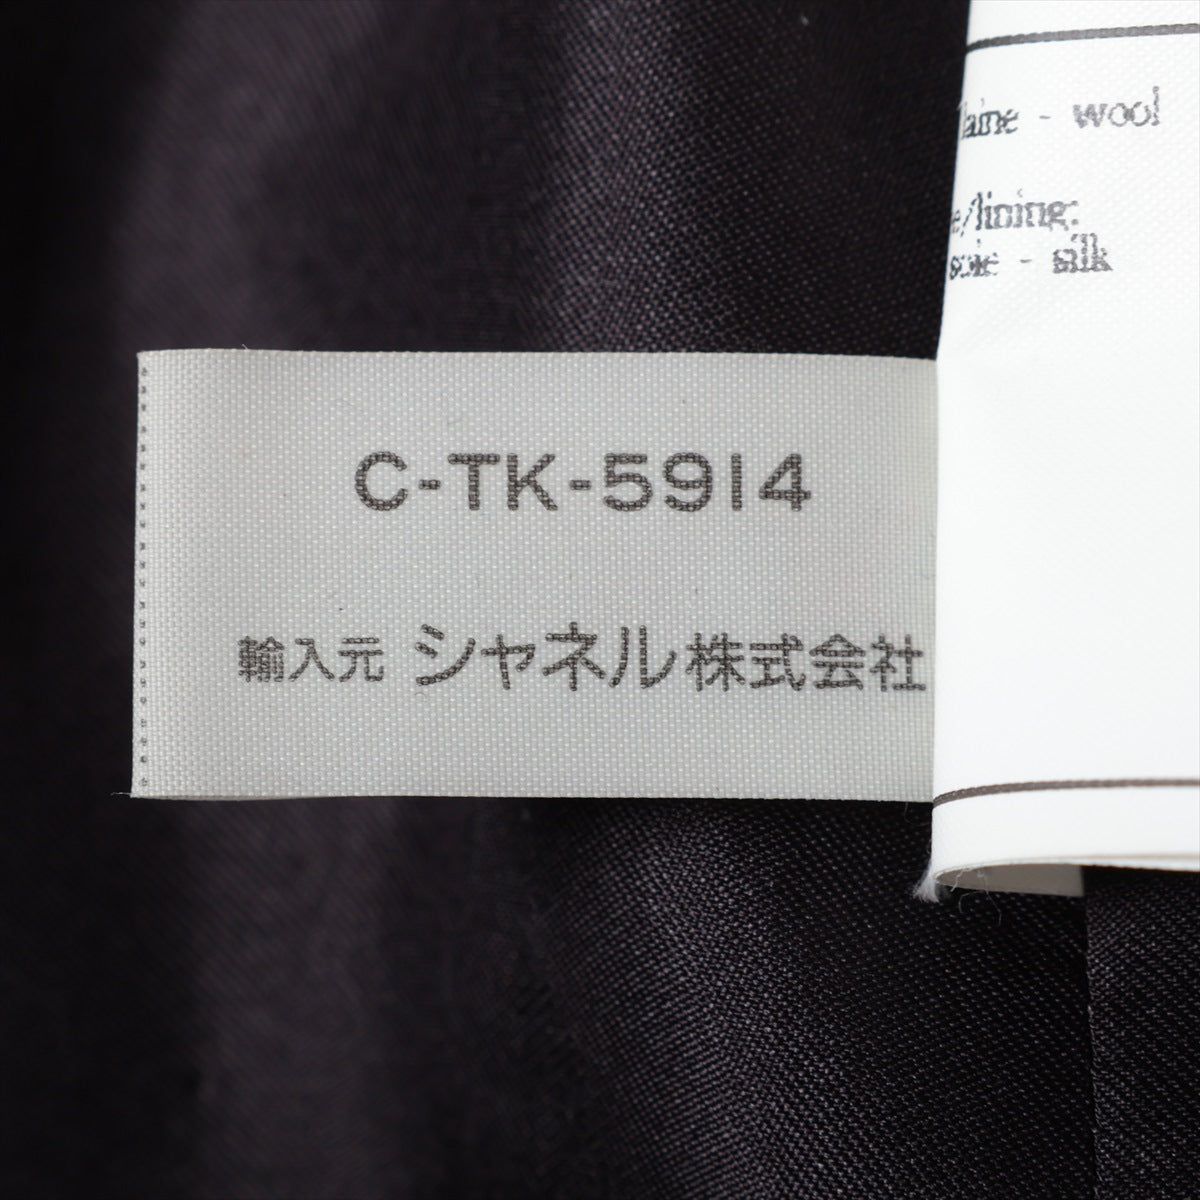 laine - wool
e/lining:
soie - silk
C-TK-5914
輸入元 シャネル株式会社